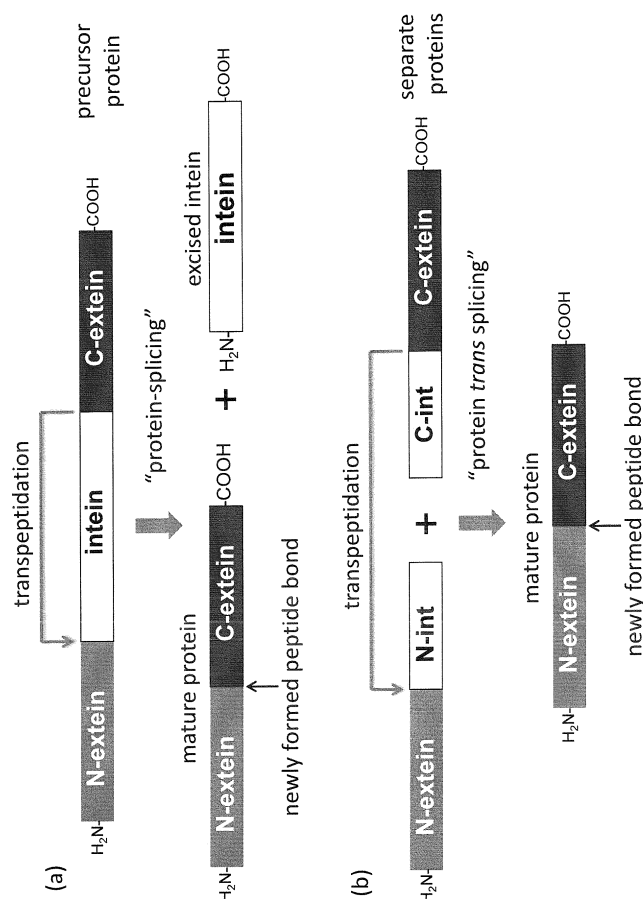 (a)
transpeptidation
precursor
protein
H₂N- N-extein intein C-extein -COOH
"protein-splicing"
mature protein
excised intein
H₂N- N-extein C-extein -COOH + H₂N- intein -COOH
newly formed peptide bond
(b)
transpeptidation
separate
proteins
H₂N- N-extein N-int + C-int C-extein -COOH
"protein trans splicing"
mature protein
H₂N- N-extein C-extein -COOH
newly formed peptide bond